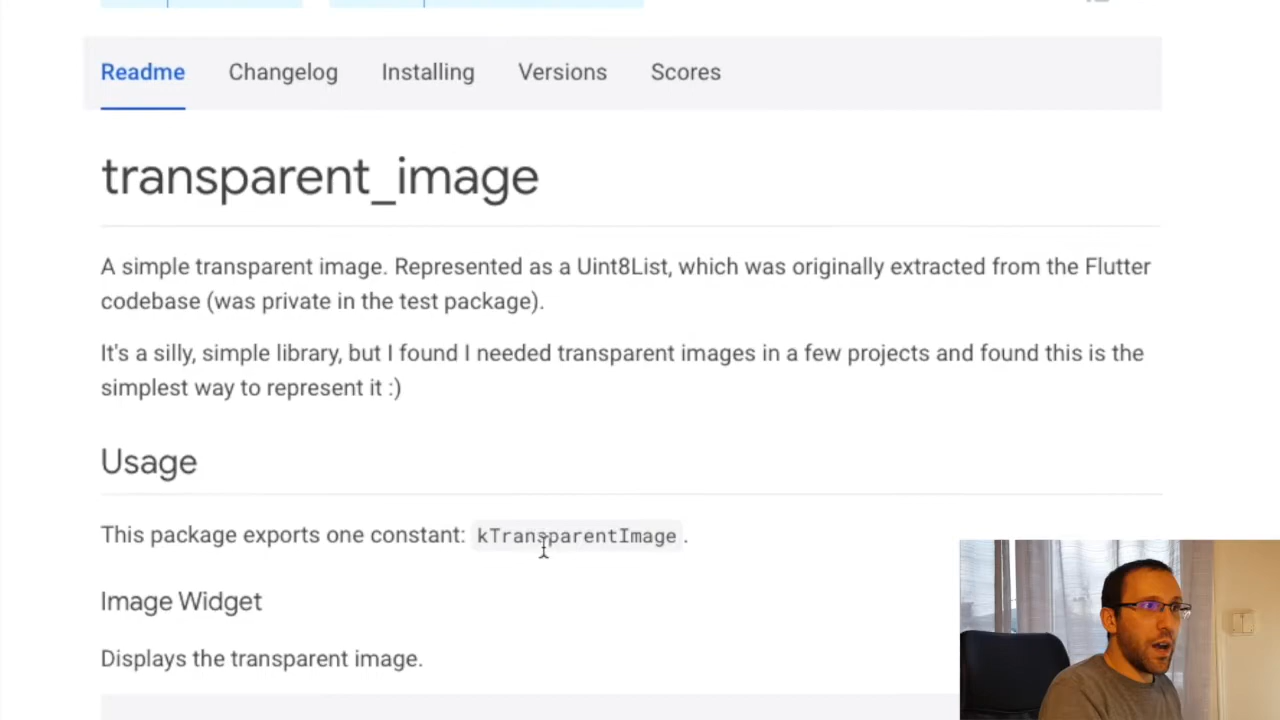 Readme Changelog Installing Versions Scores
transparent_image
A simple transparent image. Represented as a Uint8List, which was originally extracted from the Flutter
codebase (was private in the test package).
It's a silly, simple library, but I found I needed transparent images in a few projects and found this is the
simplest way to represent it :)
Usage
This package exports one constant: kTransparentImage.
Image Widget
Displays the transparent image.